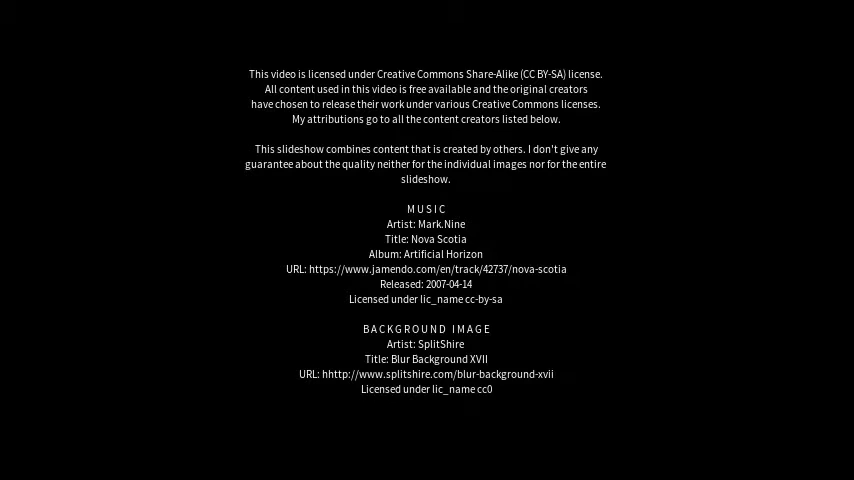 This video is licensed under Creative Commons Share-Alike (CC BY-SA) license.
All content used in this video is free available and the original creators
have chosen to release their work under various Creative Commons licenses.
My attributions go to all the content creators listed below.
This slideshow combines content that is created by others. I don't give any
guarantee about the quality neither for the individual images nor for the entire
slideshow.
MUSIC
Artist: Mark.Nine
Title: Nova Scotia
Album: Artificial Horizon
URL: https://www.jamendo.com/en/track/42737/nova-scotia
Released: 2007-04-14
Licensed under lic_name cc-by-sa
BACKGROUND IMAGE
Artist: SplitShire
Title: Blur Background XVII
URL: hhttp://www.splitshire.com/blur-background-xvii
Licensed under lic_name cc0